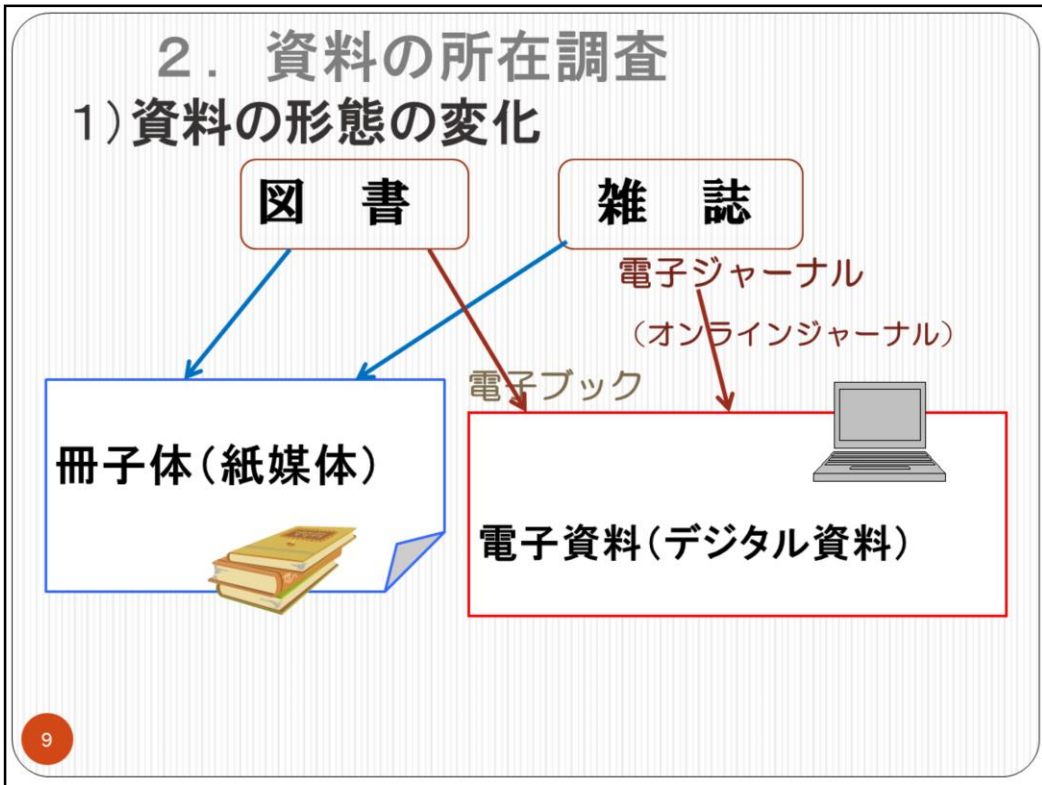 ２．資料の所在調査
１）資料の形態の変化
図　書
雑　誌
電子ジャーナル
（オンラインジャーナル）
電子ブック
冊子体（紙媒体）
電子資料（デジタル資料）
9